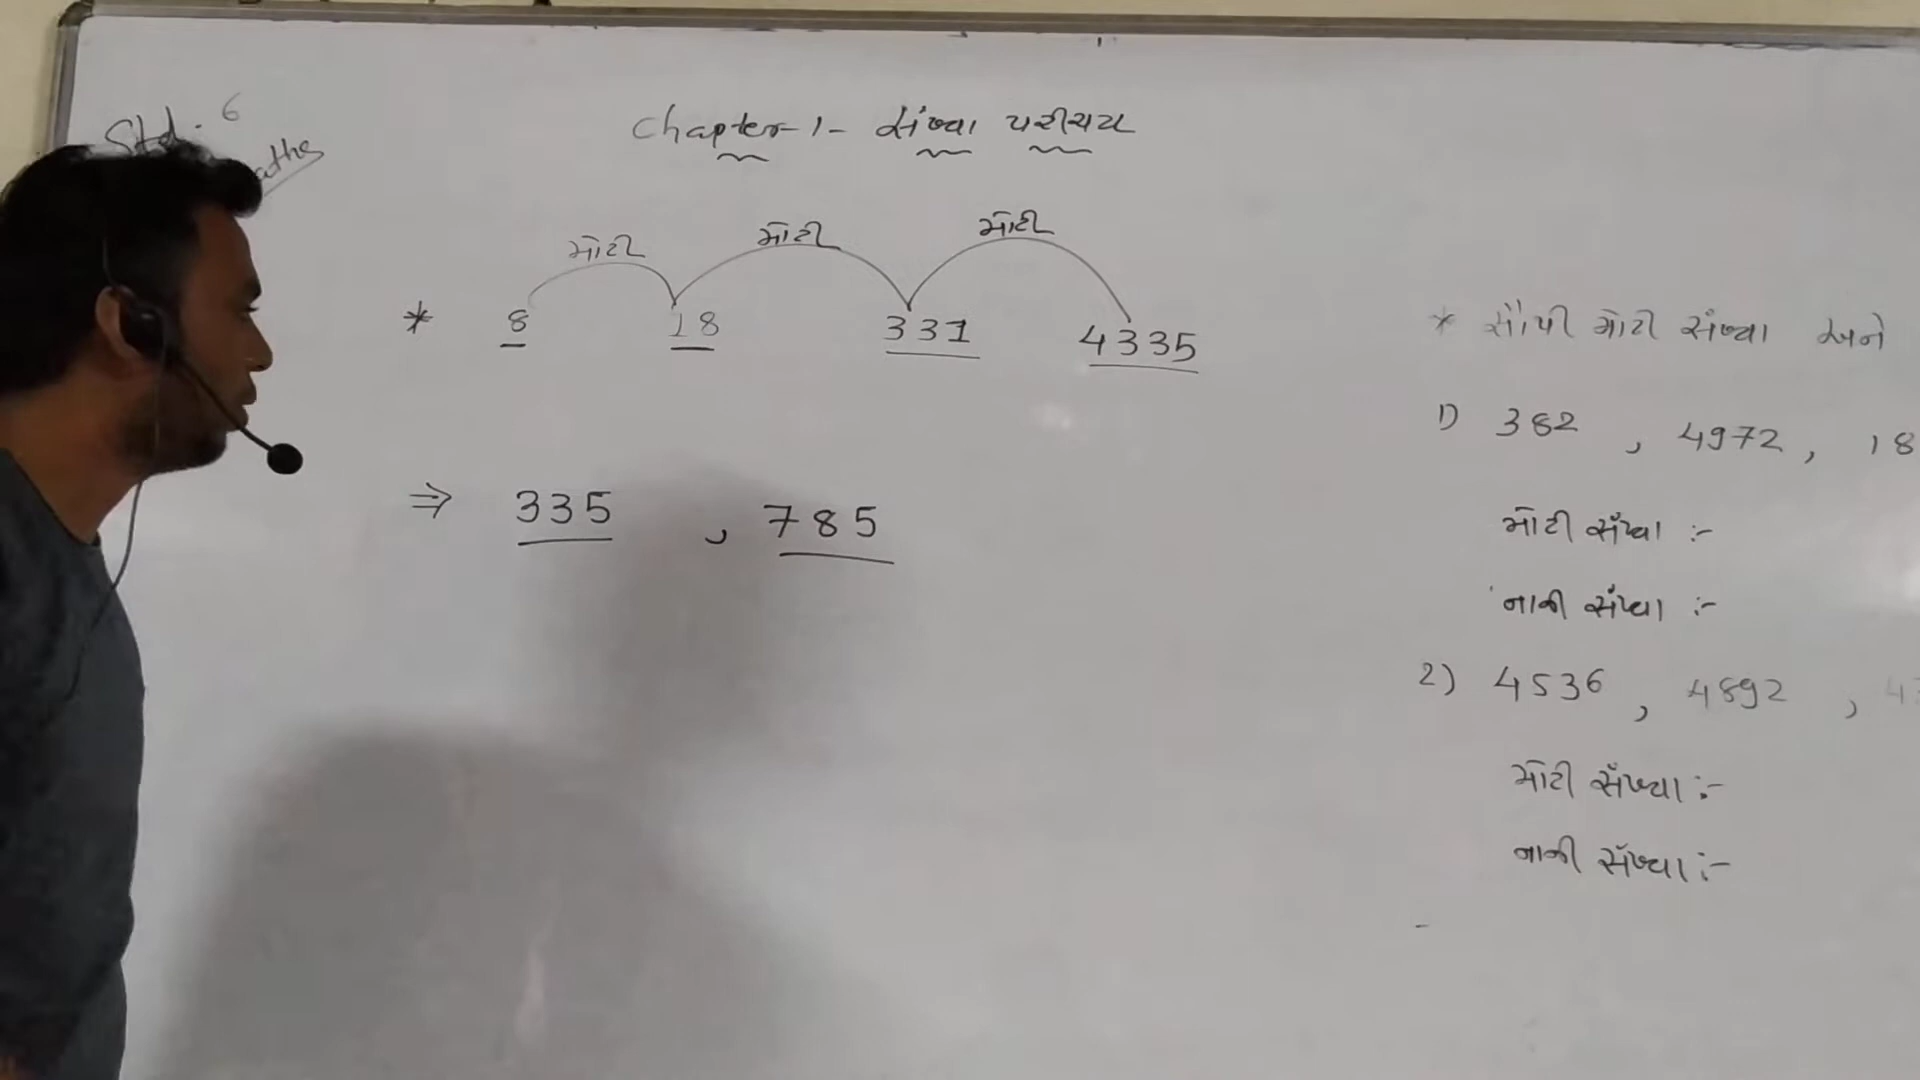 Std. 6
Chapter-1- સંખ્યા પરીચય
મોટી મોટી મોટી
* 8 18 331 4335
⇒ 335 , 785
* સૌથી મોટી સંખ્યા અને
1) 382 , 4972 , 18
મોટી સંખ્યા :-
નાની સંખ્યા :-
2) 4536 , 4892 ,
મોટી સંખ્યા :-
નાની સંખ્યા :-